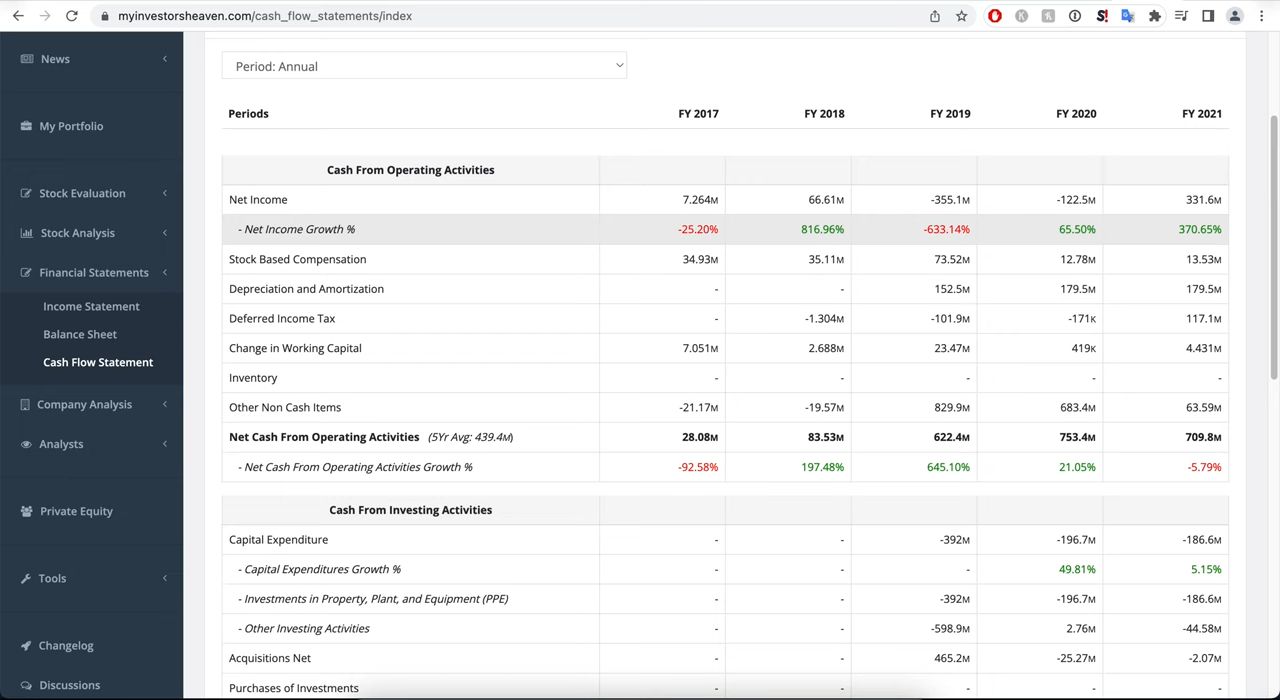 myinvestorsheaven.com/cash_flow_statements/index
News
My Portfolio
Stock Evaluation
Stock Analysis
Financial Statements
Income Statement
Balance Sheet
Cash Flow Statement
Company Analysis
Analysts
Private Equity
Tools
Changelog
Discussions
Period: Annual
Periods FY 2017 FY 2018 FY 2019 FY 2020 FY 2021
Cash From Operating Activities
Net Income 7.264M 66.61M -355.1M -122.5M 331.6M
- Net Income Growth % -25.20% 816.96% -633.14% 65.50% 370.65%
Stock Based Compensation 34.93M 35.11M 73.52M 12.78M 13.53M
Depreciation and Amortization - - 152.5M 179.5M 179.5M
Deferred Income Tax - -1.304M -101.9M -171K 117.1M
Change in Working Capital 7.051M 2.688M 23.47M 419K 4.431M
Inventory - - - - -
Other Non Cash Items -21.17M -19.57M 829.9M 683.4M 63.59M
Net Cash From Operating Activities (5Yr Avg: 439.4M) 28.08M 83.53M 622.4M 753.4M 709.8M
- Net Cash From Operating Activities Growth % -92.58% 197.48% 645.10% 21.05% -5.79%
Cash From Investing Activities
Capital Expenditure - - -392M -196.7M -186.6M
- Capital Expenditures Growth % - - - 49.81% 5.15%
- Investments in Property, Plant, and Equipment (PPE) - - -392M -196.7M -186.6M
- Other Investing Activities - - -598.9M 2.76M -44.58M
Acquisitions Net - - 465.2M -25.27M -2.07M
Purchases of Investments - - - - -